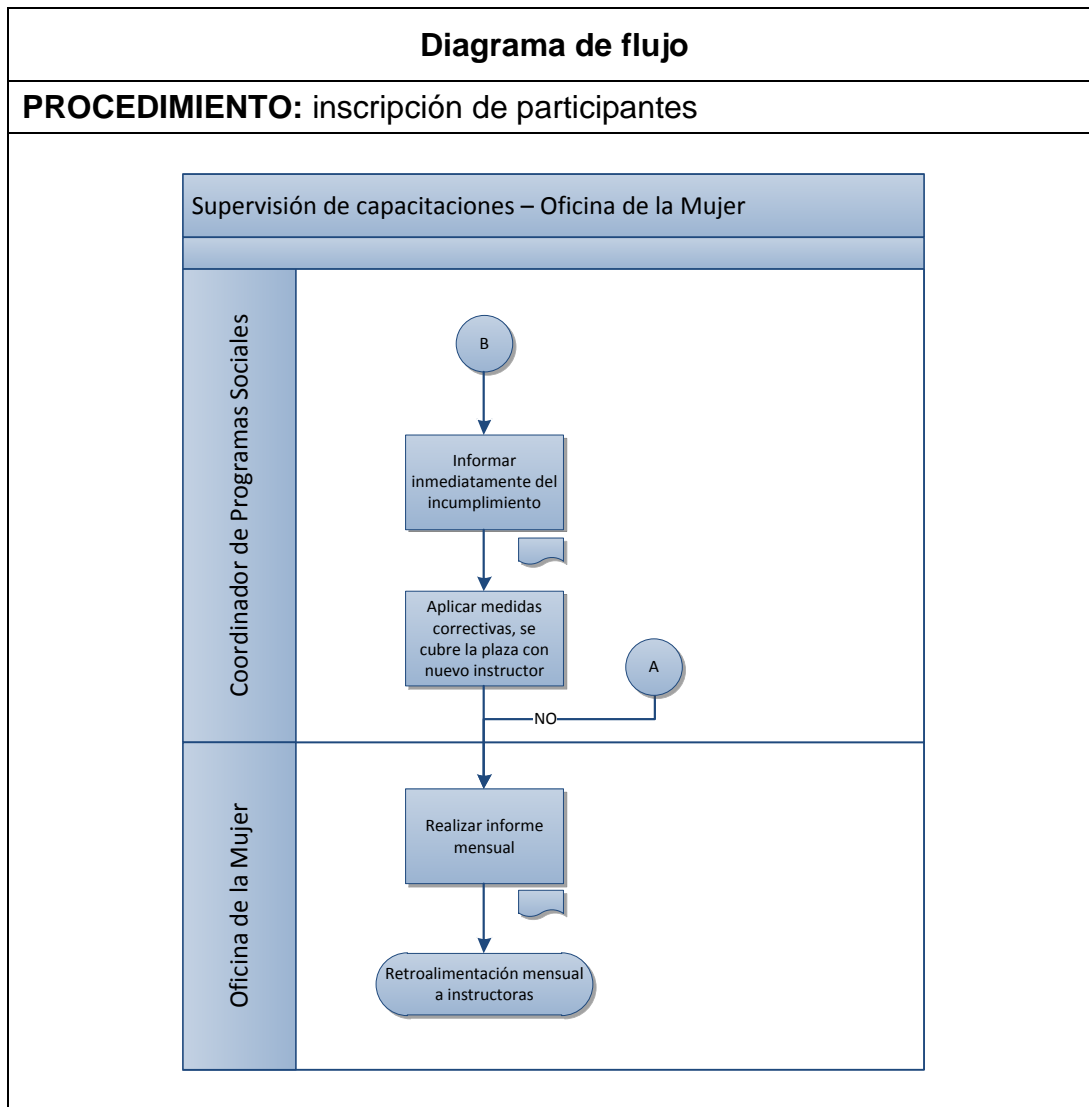 Diagrama de flujo
PROCEDIMIENTO: inscripción de participantes
Supervisión de capacitaciones – Oficina de la Mujer
Coordinador de Programas Sociales
B
Informar
inmediatamente del
incumplimiento
Aplicar medidas
correctivas, se
cubre la plaza con
nuevo instructor
A
NO
Oficina de la Mujer
Realizar informe
mensual
Retroalimentación mensual
a instructoras